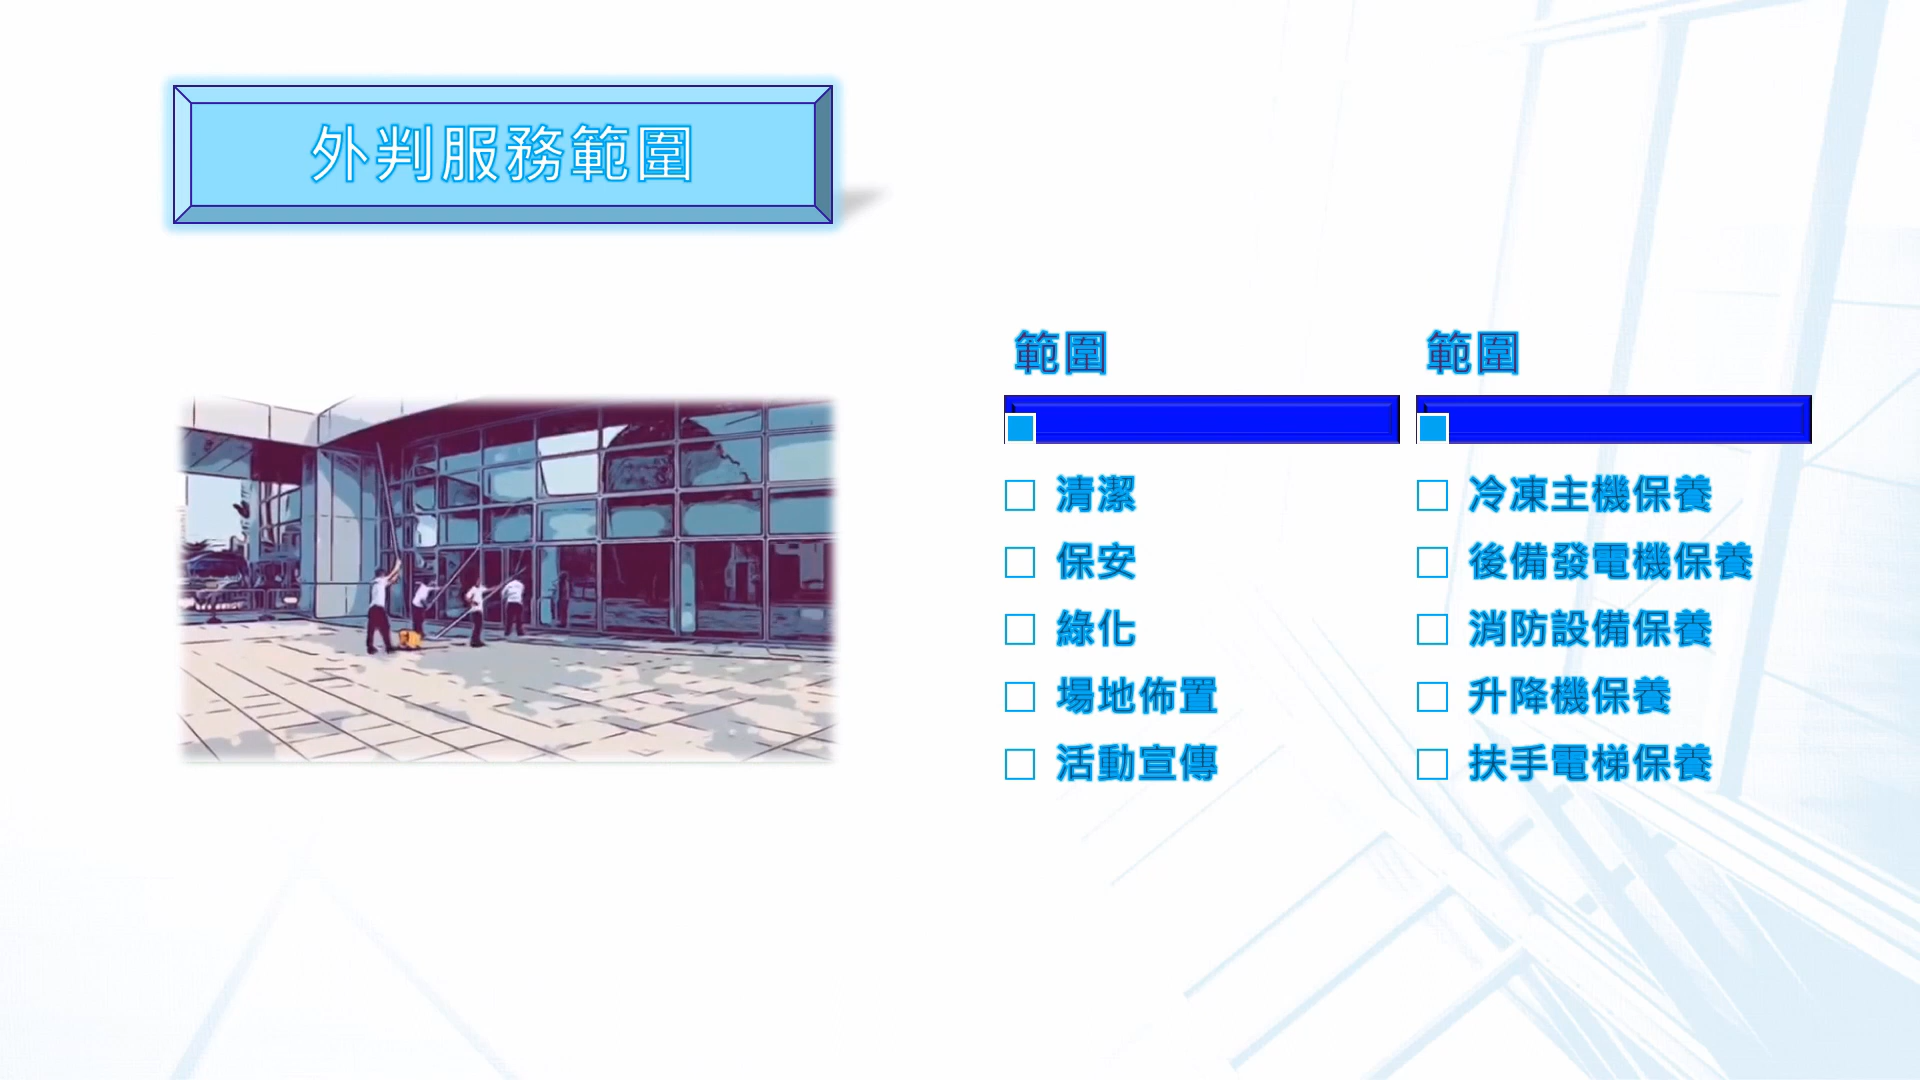 外判服務範圍
範圍
清潔
保安
綠化
場地佈置
活動宣傳
範圍
冷凍主機保養
後備發電機保養
消防設備保養
升降機保養
扶手電梯保養